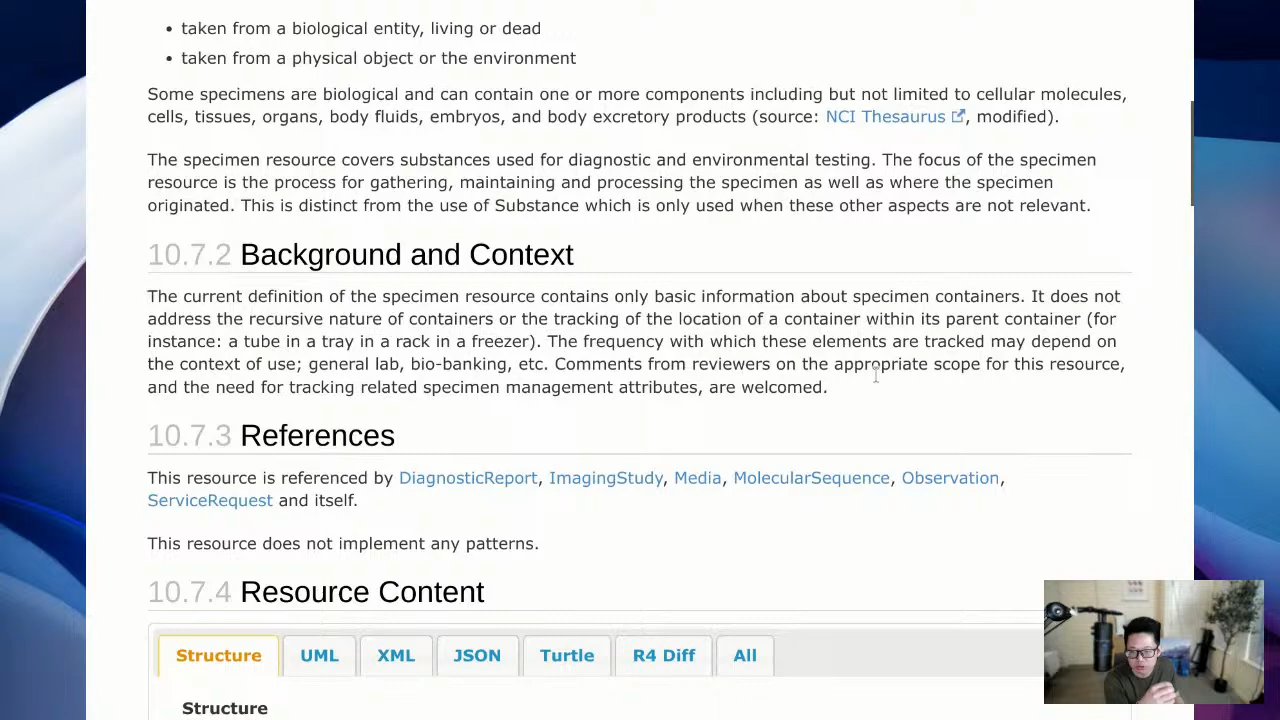 • taken from a biological entity, living or dead
• taken from a physical object or the environment
Some specimens are biological and can contain one or more components including but not limited to cellular molecules,
cells, tissues, organs, body fluids, embryos, and body excretory products (source: NCI Thesaurus, modified).
The specimen resource covers substances used for diagnostic and environmental testing. The focus of the specimen
resource is the process for gathering, maintaining and processing the specimen as well as where the specimen
originated. This is distinct from the use of Substance which is only used when these other aspects are not relevant.
10.7.2 Background and Context
The current definition of the specimen resource contains only basic information about specimen containers. It does not
address the recursive nature of containers or the tracking of the location of a container within its parent container (for
instance: a tube in a tray in a rack in a freezer). The frequency with which these elements are tracked may depend on
the context of use; general lab, bio-banking, etc. Comments from reviewers on the appropriate scope for this resource,
and the need for tracking related specimen management attributes, are welcomed.
10.7.3 References
This resource is referenced by DiagnosticReport, ImagingStudy, Media, MolecularSequence, Observation,
ServiceRequest and itself.
This resource does not implement any patterns.
10.7.4 Resource Content
Structure UML XML JSON Turtle R4 Diff All
Structure